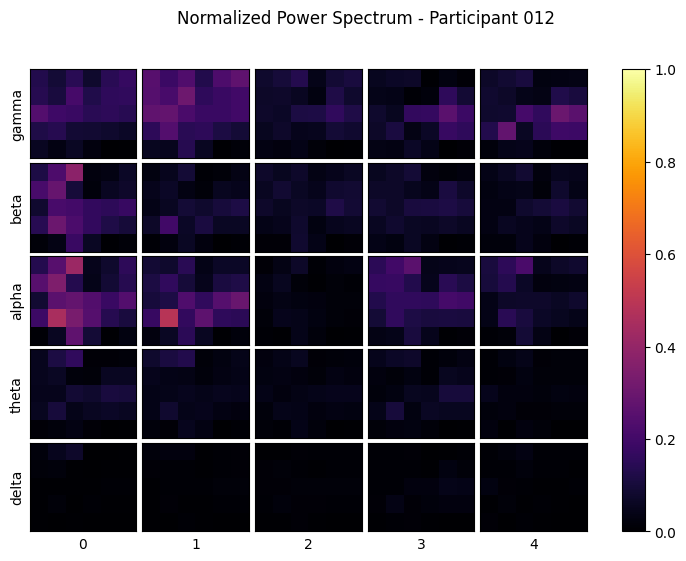 Normalized Power Spectrum - Participant 012
gamma
beta
alpha
theta
delta
0 1 2 3 4
1.0
0.8
0.6
0.4
0.2
0.0